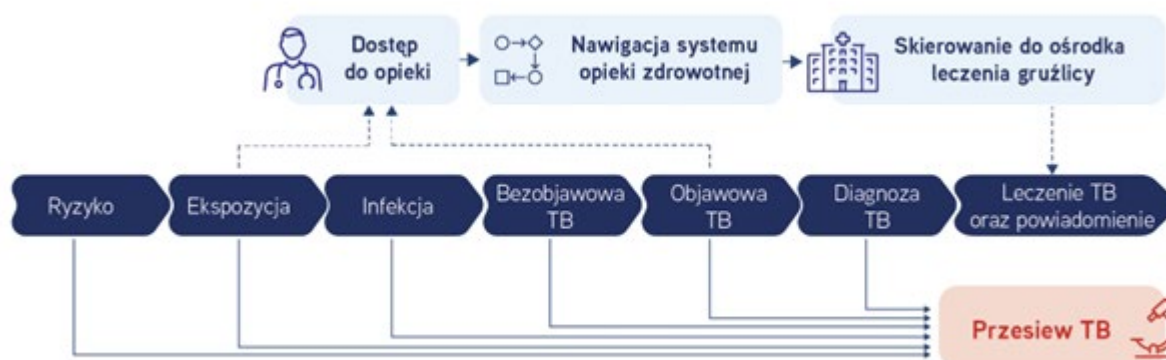 Dostęp
do opieki
Nawigacja systemu
opieki zdrowotnej
Skierowanie do ośrodka
leczenia gruźlicy
Ryzyko
Ekspozycja
Infekcja
Bezobjawowa
TB
Objawowa
TB
Diagnoza
TB
Leczenie TB
oraz powiadomienie
Przesiew TB